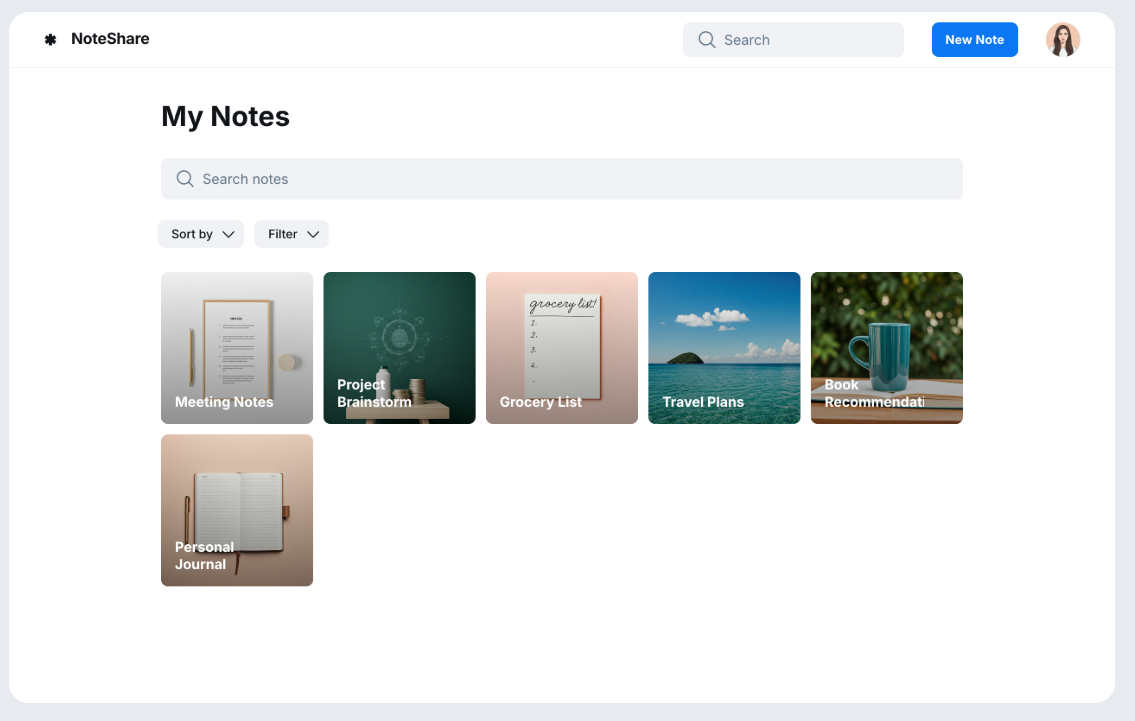 NoteShare
Search
New Note
My Notes
Search notes
Sort by
Filter
Meeting Notes
Project
Brainstorm
grocery list!
1.
2.
3.
4.
Grocery List
Travel Plans
Book
Recommendati
Personal
Journal